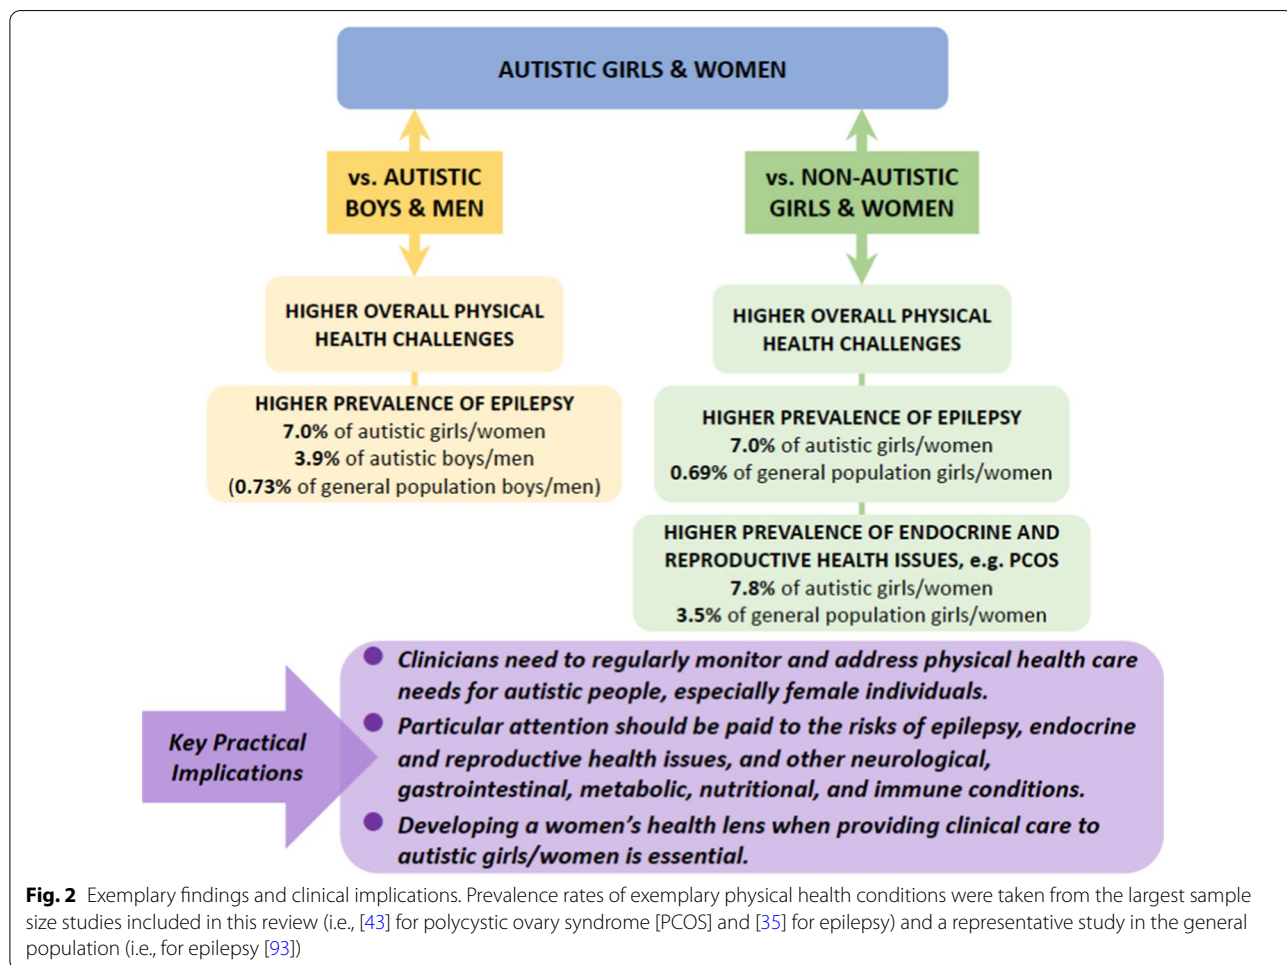 AUTISTIC GIRLS & WOMEN
vs. AUTISTIC
BOYS & MEN
HIGHER OVERALL PHYSICAL
HEALTH CHALLENGES
HIGHER PREVALENCE OF EPILEPSY
7.0% of autistic girls/women
3.9% of autistic boys/men
(0.73% of general population boys/men)
vs. NON-AUTISTIC
GIRLS & WOMEN
HIGHER OVERALL PHYSICAL
HEALTH CHALLENGES
HIGHER PREVALENCE OF EPILEPSY
7.0% of autistic girls/women
0.69% of general population girls/women
HIGHER PREVALENCE OF ENDOCRINE AND
REPRODUCTIVE HEALTH ISSUES, e.g. PCOS
7.8% of autistic girls/women
3.5% of general population girls/women
Key Practical
Implications
● Clinicians need to regularly monitor and address physical health care
needs for autistic people, especially female individuals.
● Particular attention should be paid to the risks of epilepsy, endocrine
and reproductive health issues, and other neurological,
gastrointestinal, metabolic, nutritional, and immune conditions.
● Developing a women's health lens when providing clinical care to
autistic girls/women is essential.
Fig. 2 Exemplary findings and clinical implications. Prevalence rates of exemplary physical health conditions were taken from the largest sample
size studies included in this review (i.e., [43] for polycystic ovary syndrome [PCOS] and [35] for epilepsy) and a representative study in the general
population (i.e., for epilepsy [93])